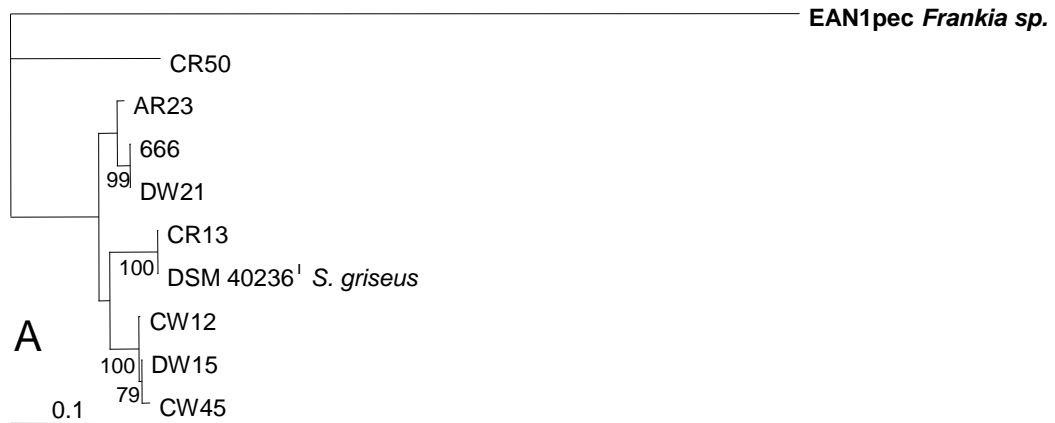 EAN1pec Frankia sp.
CR50
AR23
666
99
DW21
CR13
100
DSM 40236ᴵ S. griseus
CW12
A
100
DW15
79
CW45
0.1